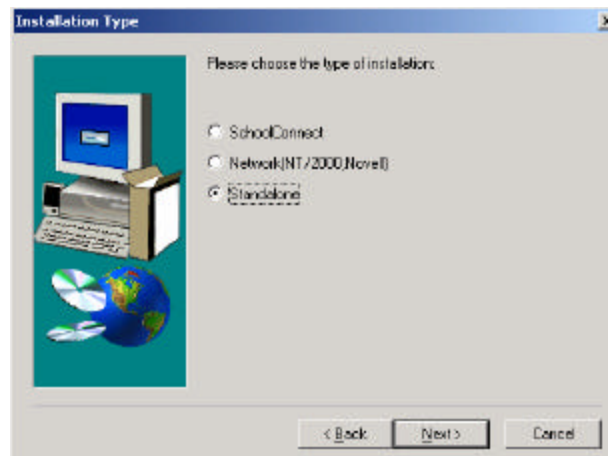 Installation Type
Please choose the type of installation:
SchoolConnect
Network(NT/2000,Novell)
Standalone
< Back
Next >
Cancel